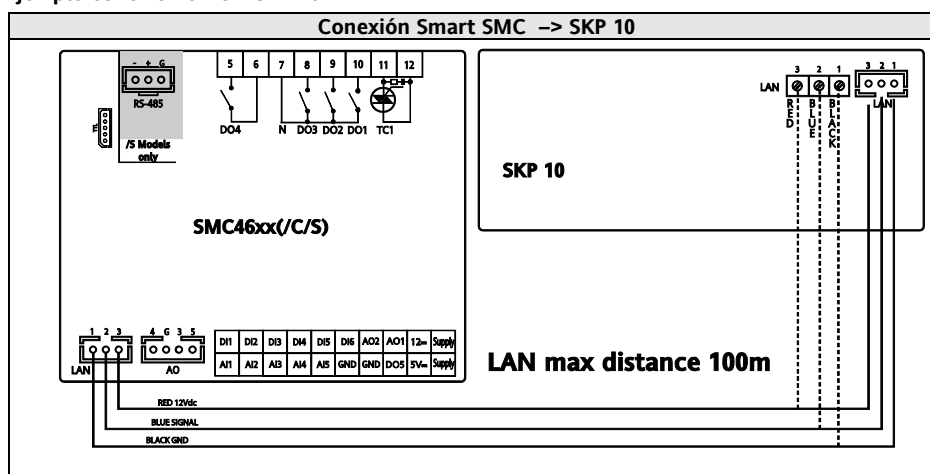 Conexión Smart SMC –> SKP 10
- + G
RS-485
/S Models
only
5 6 7 8 9 10 11 12
DO4 N DO3 DO2 DO1 TC1
SMC46xx(/C/S)
1 2 3
LAN
4 G 3 5
AO
DI1 DI2 DI3 DI4 DI5 DI6 AO2 AO1 12= Supply
AI1 AI2 AI3 AI4 AI5 GND GND DO5 5V= Supply
SKP 10
LAN
3 2 1
RED
BLUE
BLACK
3 2 1
LAN
LAN max distance 100m
RED 12Vdc
BLUE SIGNAL
BLACK GND